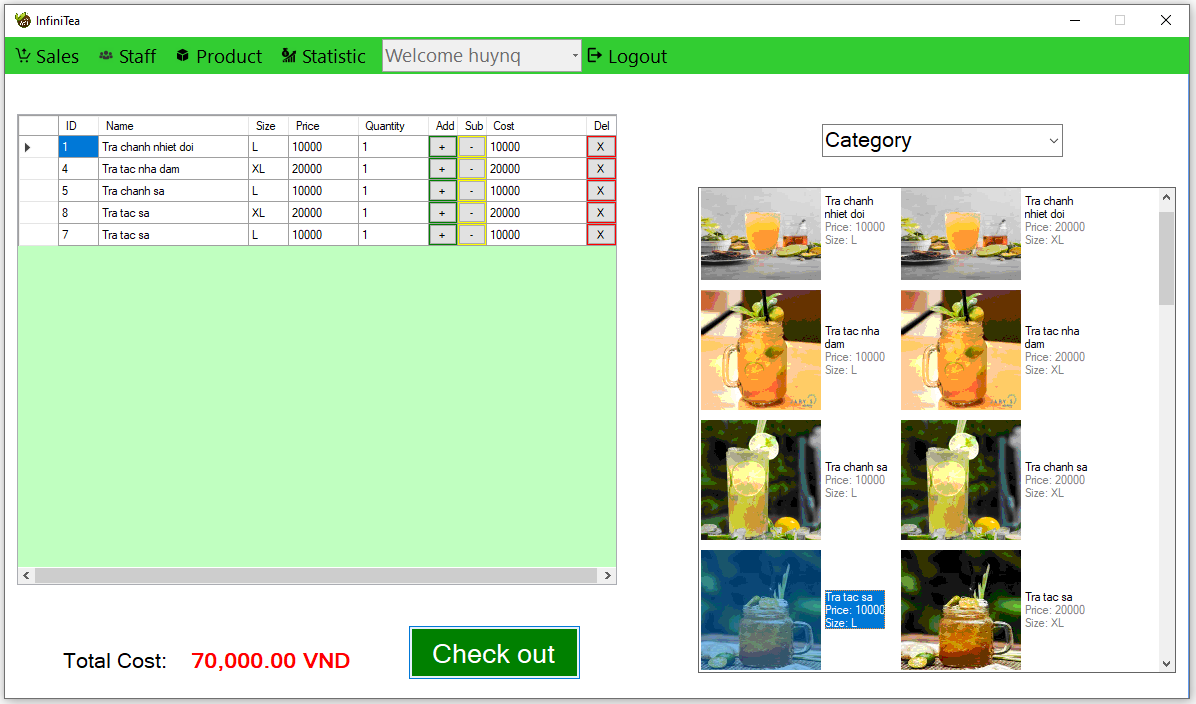 InfiniTea
Sales Staff Product Statistic Welcome huynq Logout
ID Name Size Price Quantity Add Sub Cost Del
1 Tra chanh nhiet doi L 10000 1 + - 10000 X
4 Tra tac nha dam XL 20000 1 + - 20000 X
5 Tra chanh sa L 10000 1 + - 10000 X
8 Tra tac sa XL 20000 1 + - 20000 X
7 Tra tac sa L 10000 1 + - 10000 X
Total Cost: 70,000.00 VND
Check out
Category
Tra chanh
nhiet doi
Price: 10000
Size: L
Tra chanh
nhiet doi
Price: 20000
Size: XL
Tra tac nha
dam
Price: 10000
Size: L
Tra tac nha
dam
Price: 20000
Size: XL
Tra chanh sa
Price: 10000
Size: L
Tra chanh sa
Price: 20000
Size: XL
Tra tac sa
Price: 10000
Size: L
Tra tac sa
Price: 20000
Size: XL